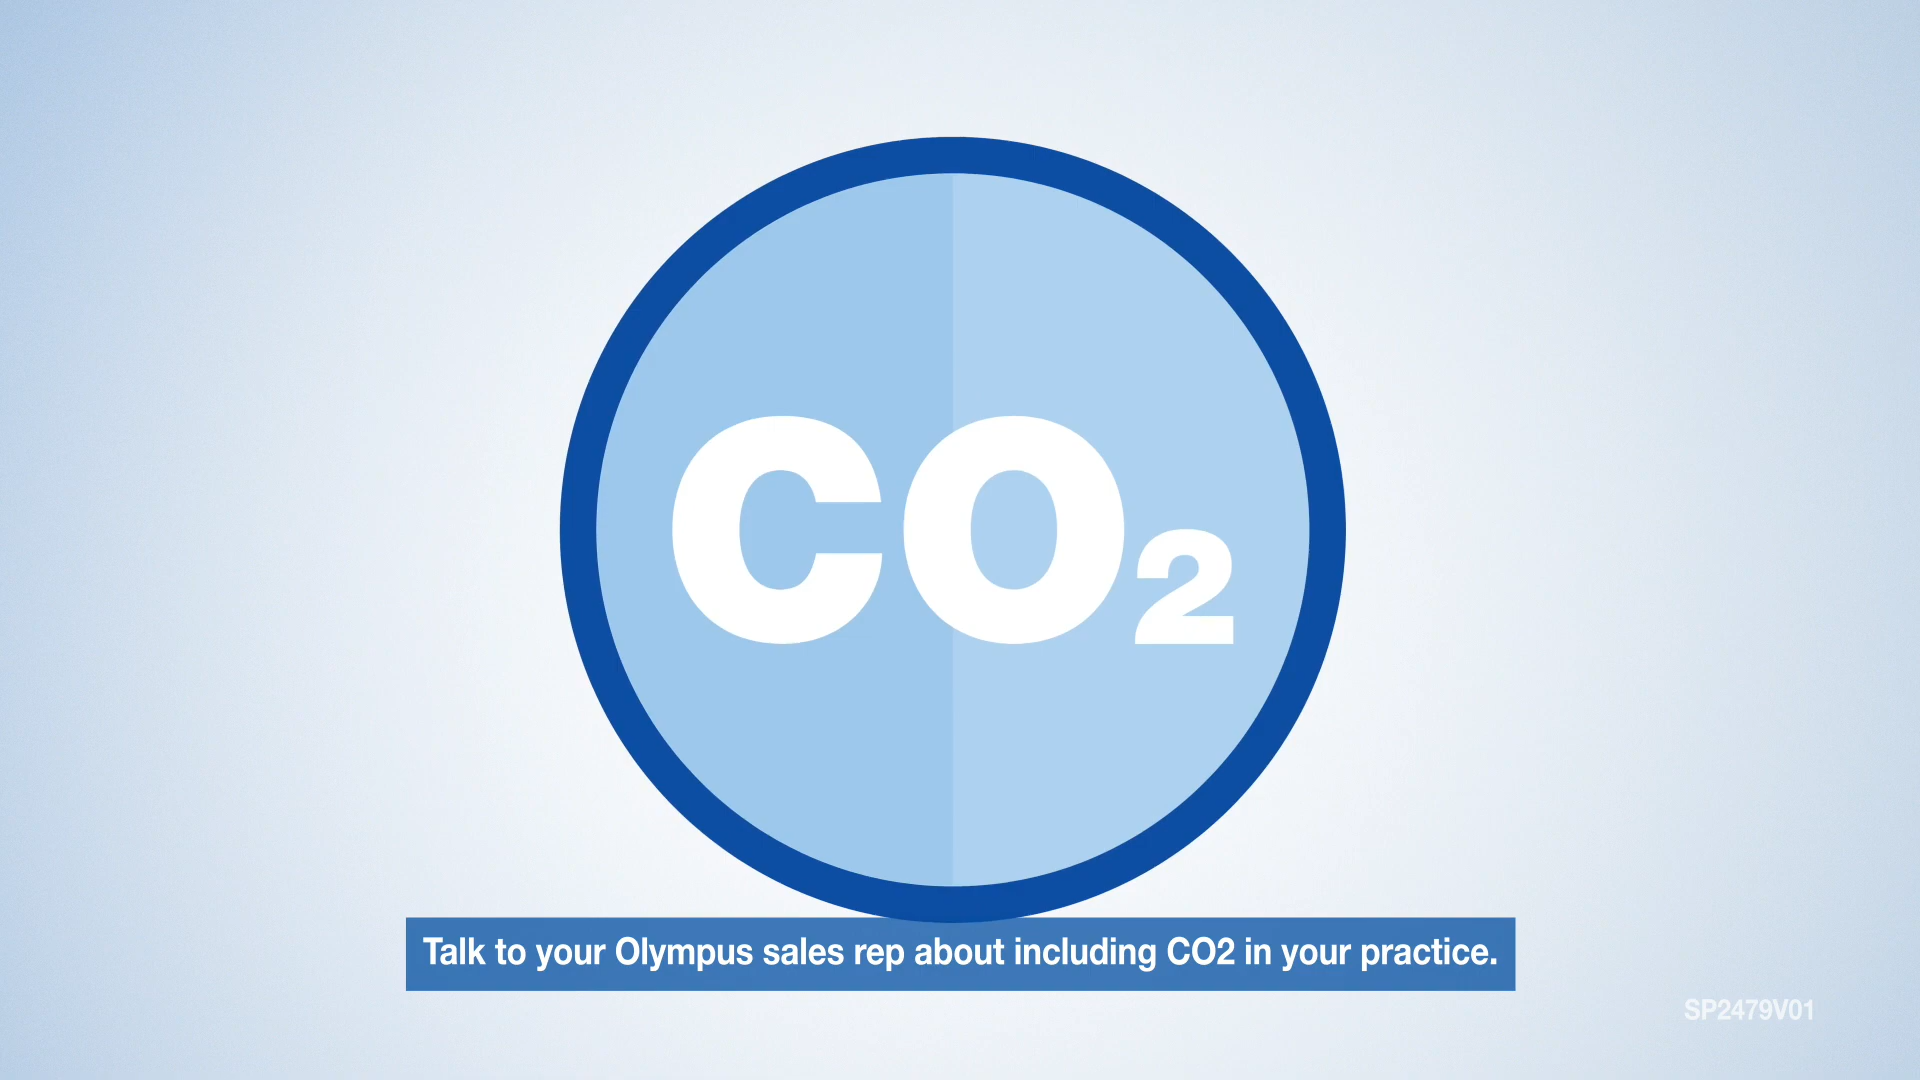 CO₂
Talk to your Olympus sales rep about including CO2 in your practice.
SP2479V01